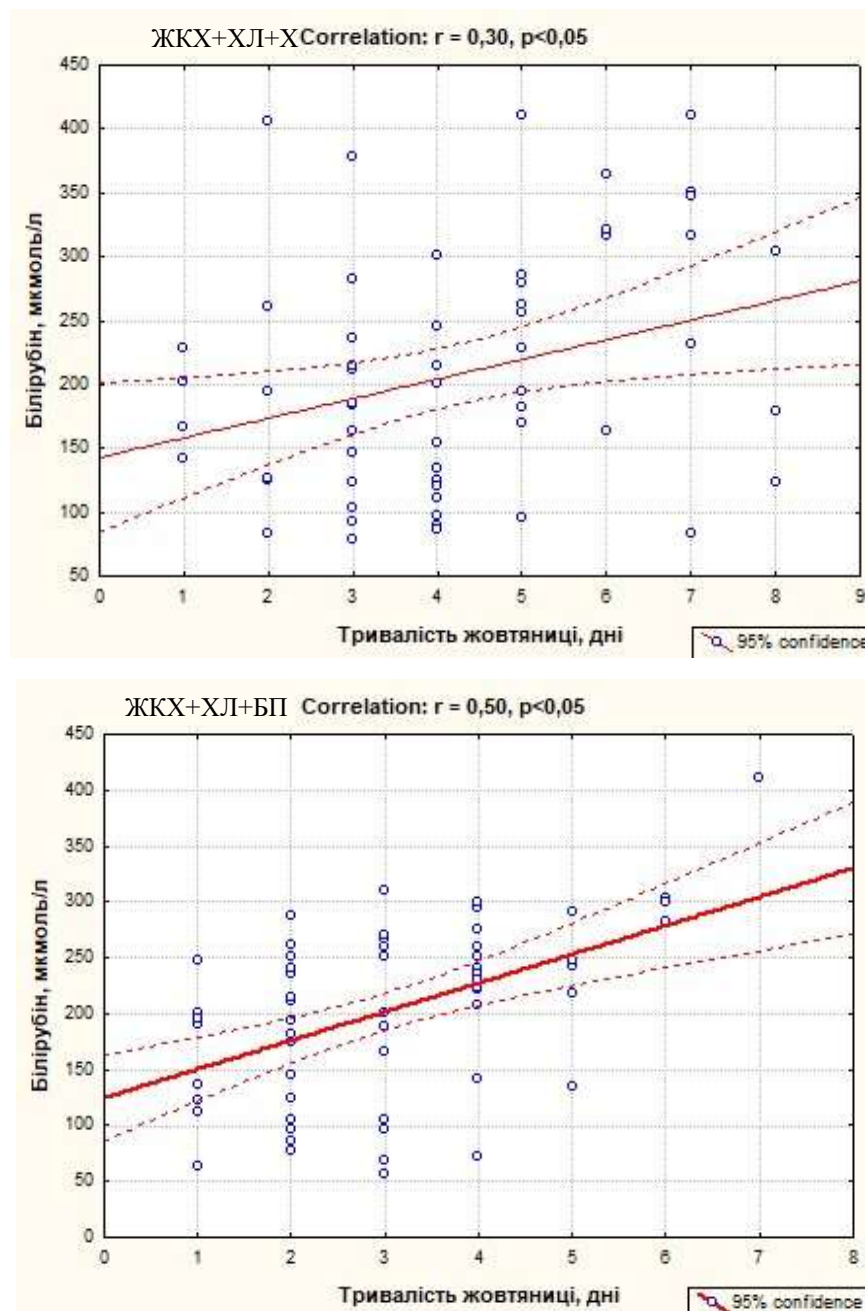 ЖКХ+ХЛ+Х Correlation: r = 0,30, p<0,05
450
400
350
300
250
200
150
100
50
Білірубін, мкмоль/л
0 1 2 3 4 5 6 7 8 9
Тривалість жовтяниці, дні
95% confidence
ЖКХ+ХЛ+БП Correlation: r = 0,50, p<0,05
450
400
350
300
250
200
150
100
50
0
Білірубін, мкмоль/л
0 1 2 3 4 5 6 7 8
Тривалість жовтяниці, дні
95% confidence